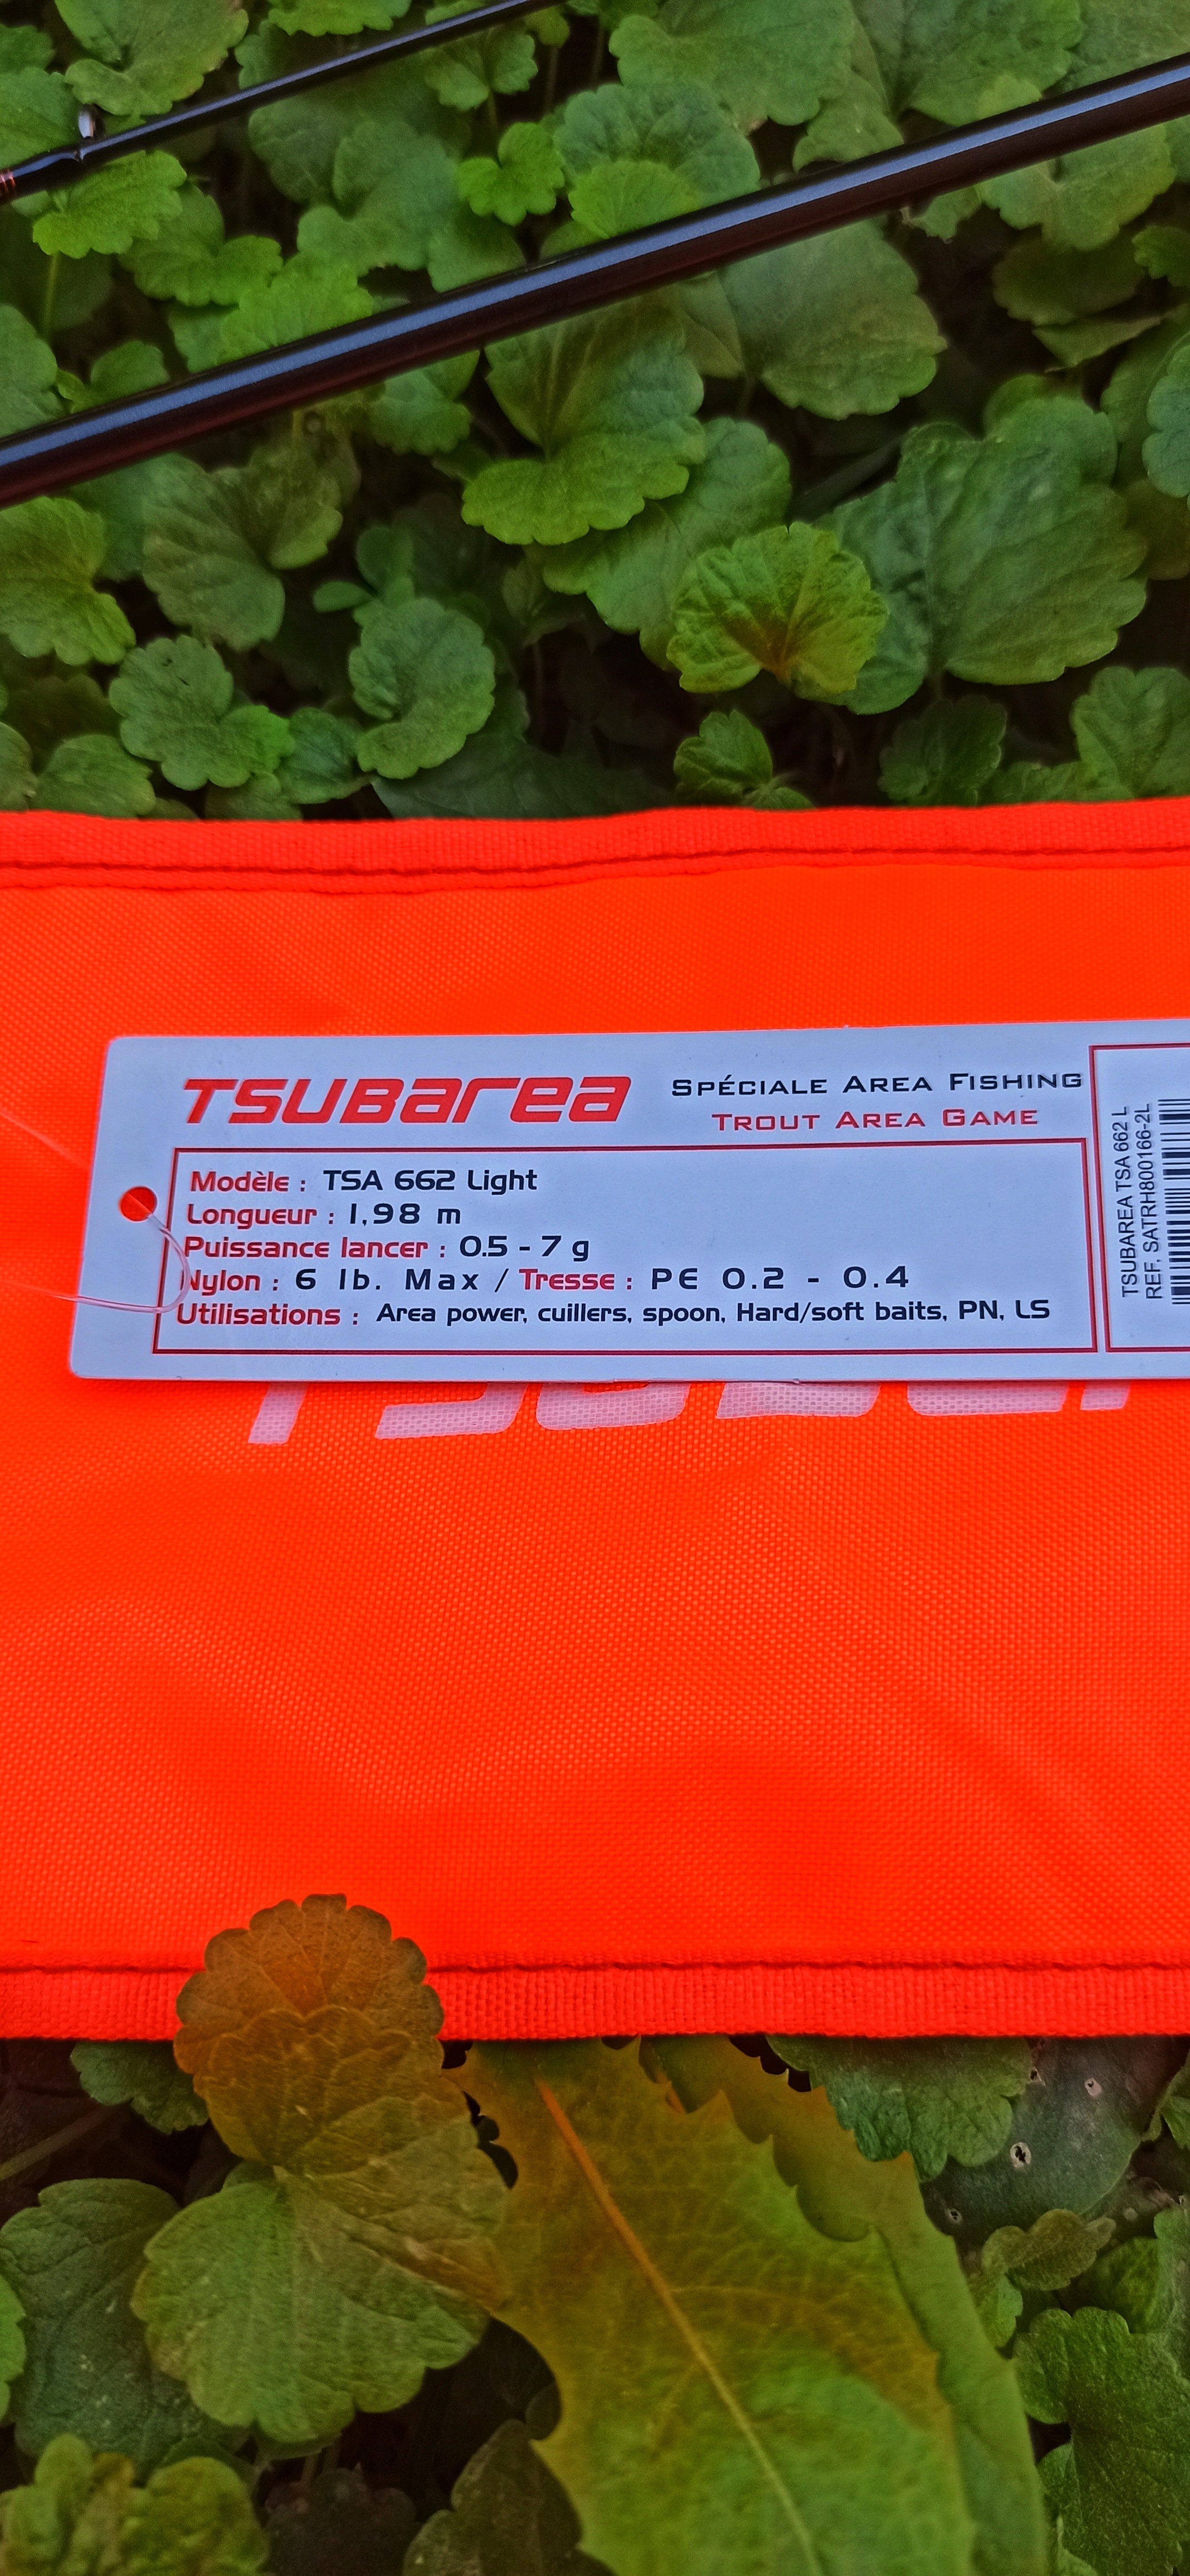 TSUBarea
Spéciale Area Fishing
Trout Area Game
Modèle : TSA 662 Light
Longueur : 1,98 m
Puissance lancer : 0.5 - 7 g
Nylon : 6 lb. Max / Tresse : PE 0.2 - 0.4
Utilisations : Area power, cuillers, spoon, Hard/soft baits, PN, LS
TSUBAREA TSA 662 L
REF. SATRH800166-2L